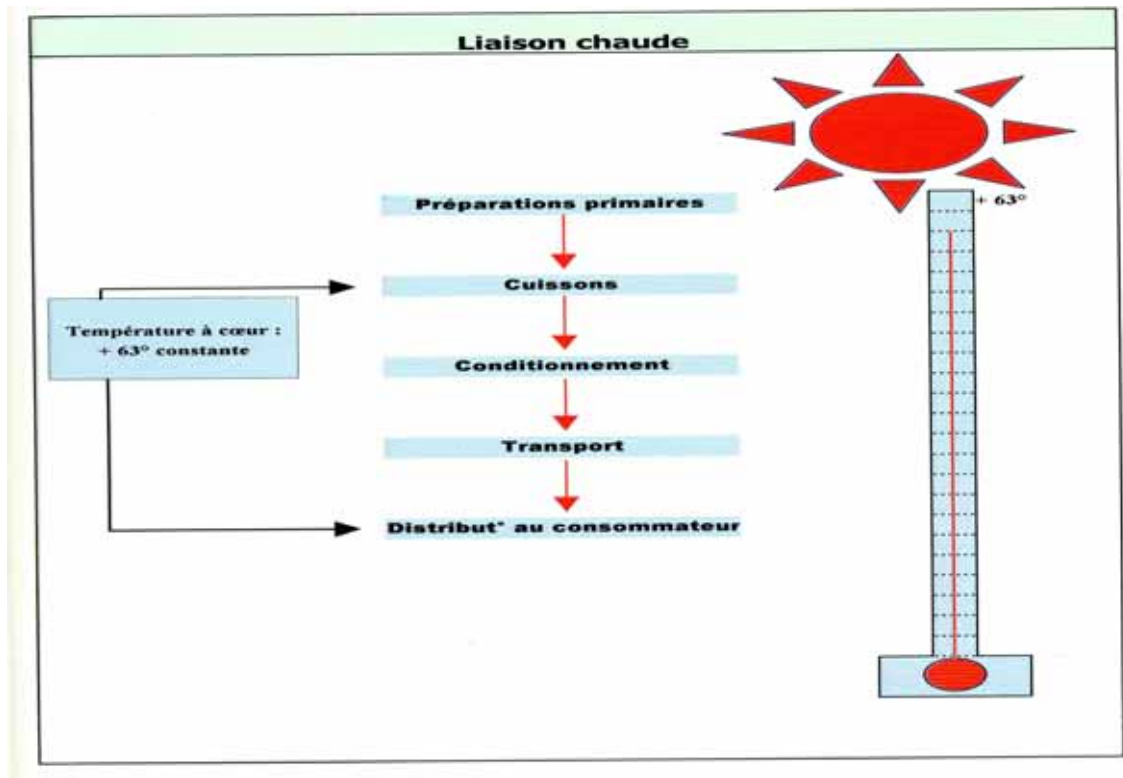 Liaison chaude
+ 63°
Préparations primaires
Cuissons
Température à cœur :
+ 63° constante
Conditionnement
Transport
Distribut° au consommateur